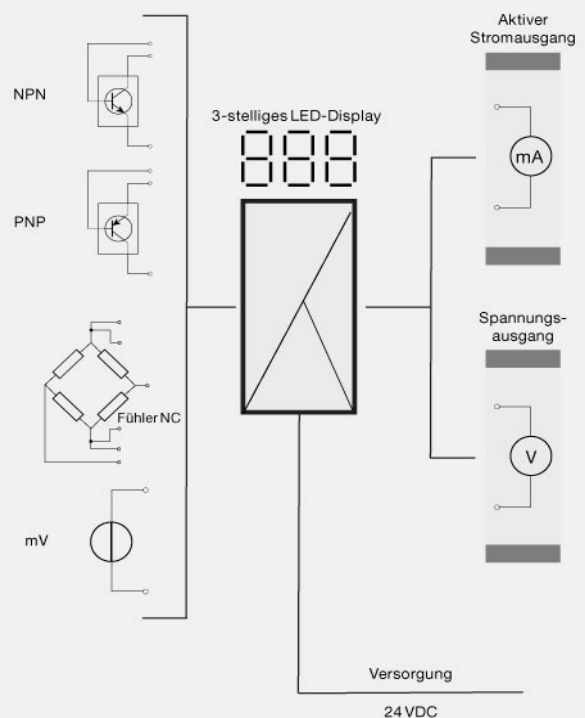 Aktiver
Stromausgang
NPN
3-stelliges LED-Display
mA
PNP
Spannungs-
ausgang
Fühler NC
V
mV
Versorgung
24 VDC